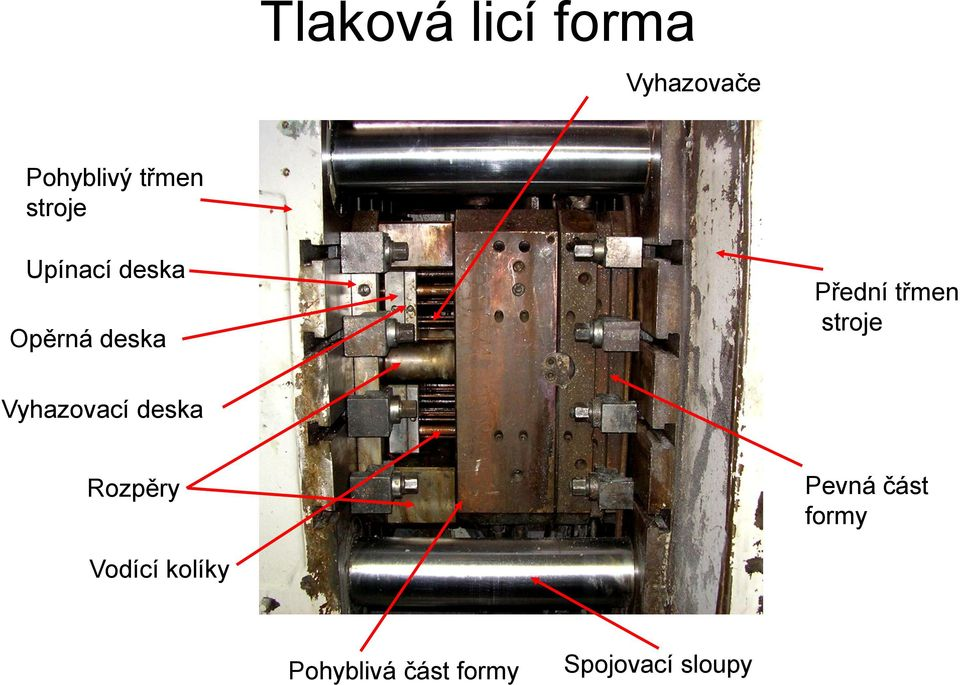 Tlaková licí forma
Vyhazovače
Pohyblivý třmen
stroje
Upínací deska
Opěrná deska
Vyhazovací deska
Rozpěry
Vodící kolíky
Přední třmen
stroje
Pevná část
formy
Pohyblivá část formy
Spojovací sloupy